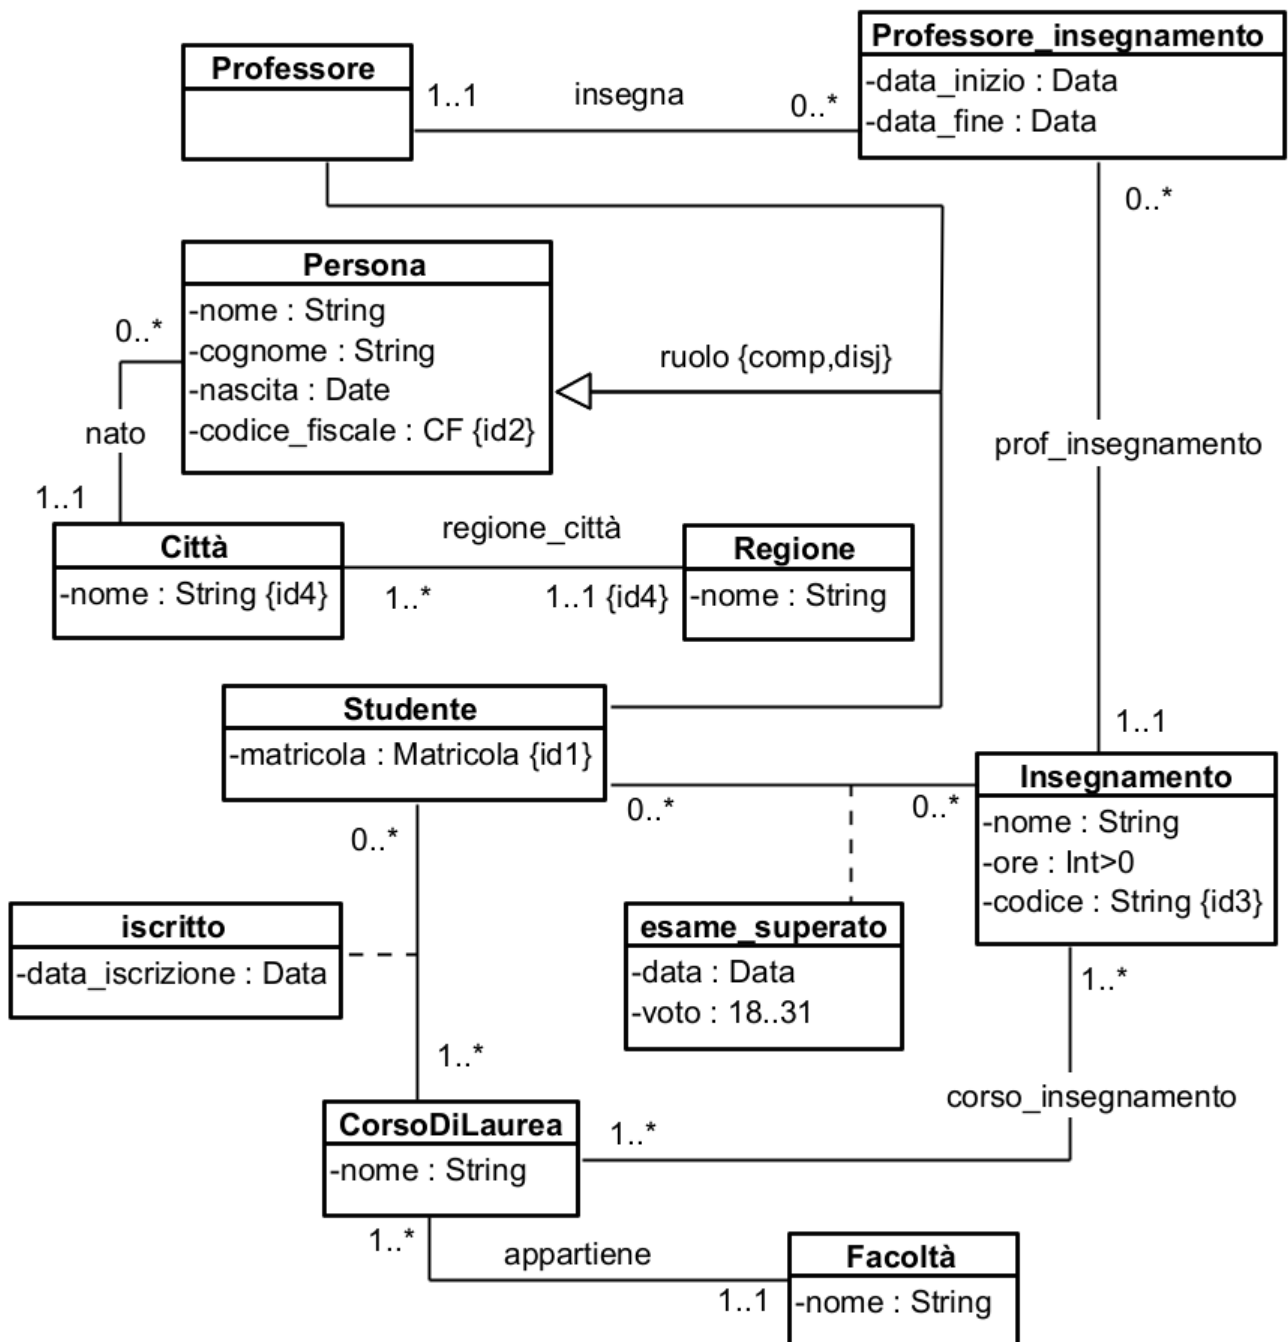 Professore
1..1
insegna
0..*
Professore_insegnamento
-data_inizio : Data
-data_fine : Data
0..*
Persona
-nome : String
-cognome : String
-nascita : Date
-codice_fiscale : CF {id2}
0..*
nato
1..1
ruolo {comp,disj}
prof_insegnamento
Città
-nome : String {id4}
regione_città
1..*
1..1 {id4}
Regione
-nome : String
Studente
-matricola : Matricola {id1}
1..1
Insegnamento
-nome : String
-ore : Int>0
-codice : String {id3}
0..*
0..*
0..*
iscritto
-data_iscrizione : Data
esame_superato
-data : Data
-voto : 18..31
1..*
1..*
corso_insegnamento
CorsoDiLaurea
-nome : String
1..*
1..*
appartiene
1..1
Facoltà
-nome : String